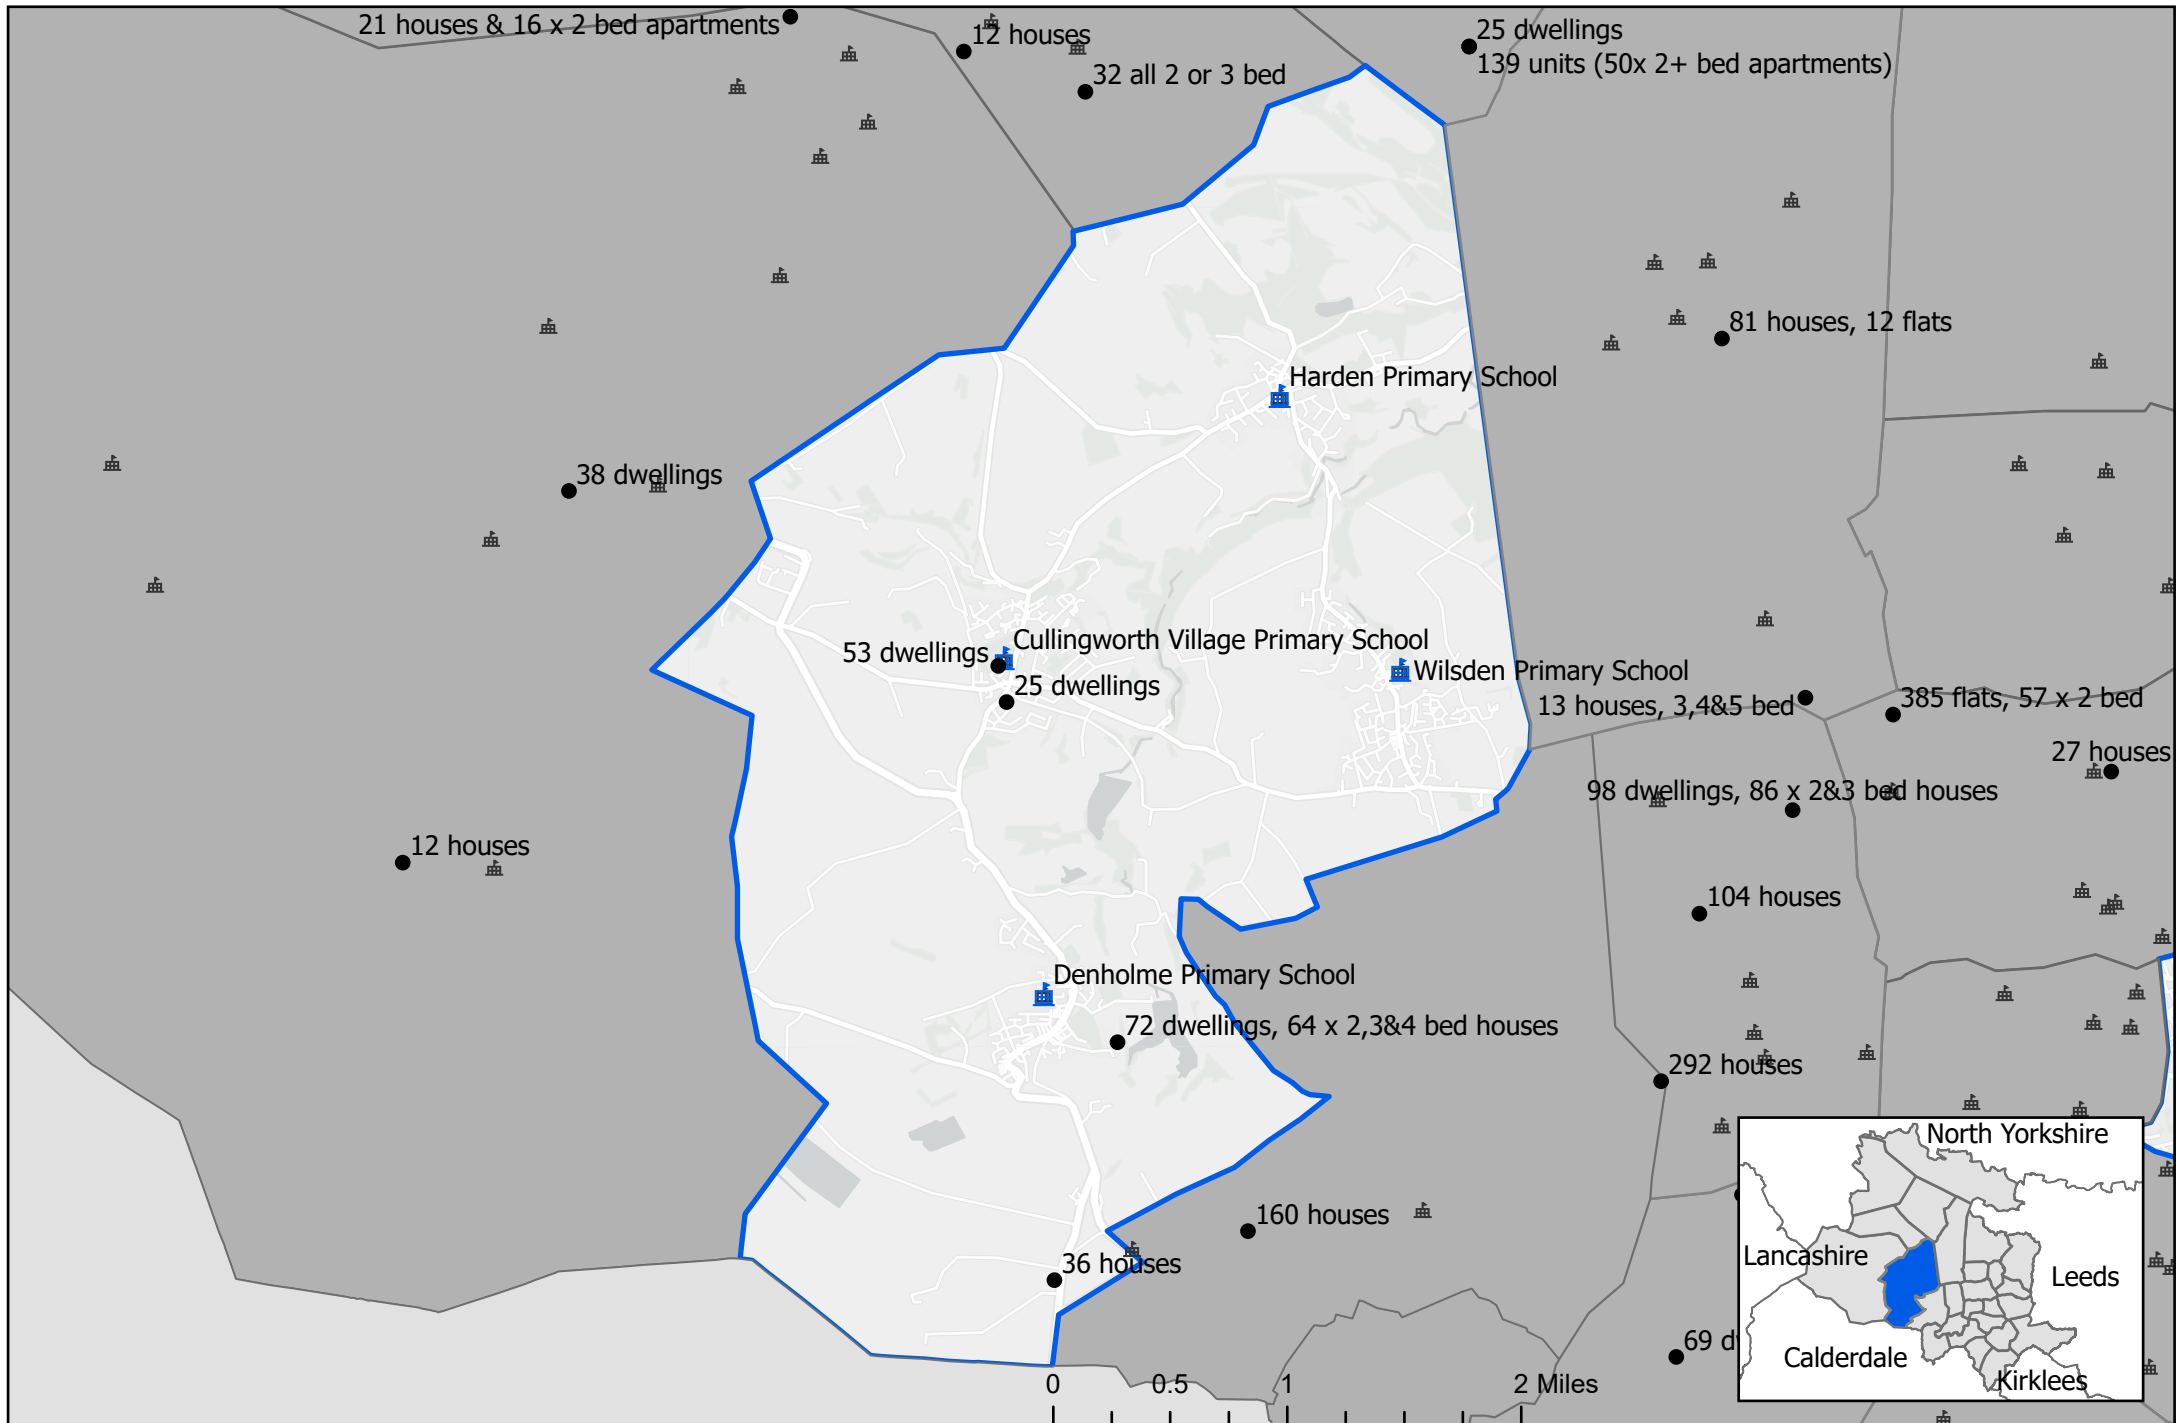 21 houses & 16 x 2 bed apartments
12 houses
25 dwellings
139 units (50x 2+ bed apartments)
32 all 2 or 3 bed
81 houses, 12 flats
Harden Primary School
38 dwellings
Cullingworth Village Primary School
53 dwellings
25 dwellings
Wilsden Primary School
13 houses, 3,4&5 bed
385 flats, 57 x 2 bed
27 houses
98 dwellings, 86 x 2&3 bed houses
12 houses
104 houses
Denholme Primary School
72 dwellings, 64 x 2,3&4 bed houses
292 houses
160 houses
36 houses
69 d
North Yorkshire
Lancashire
Leeds
Calderdale
Kirklees
0 0.5 1 2 Miles